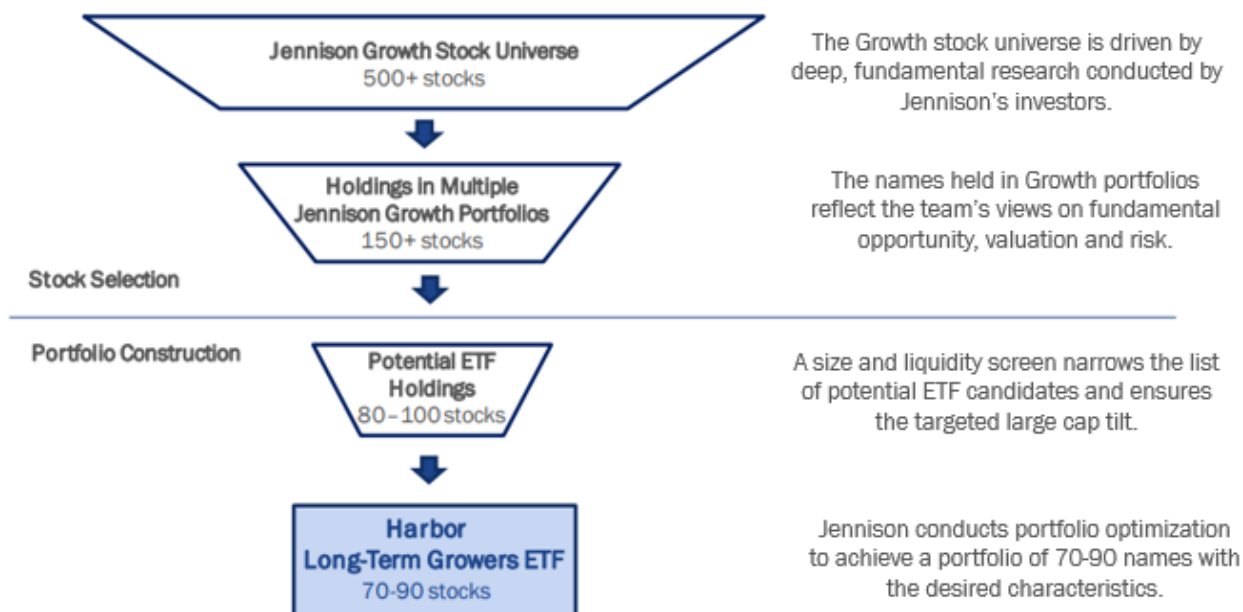 Jennison Growth Stock Universe
500+ stocks
The Growth stock universe is driven by
deep, fundamental research conducted by
Jennison's investors.
Holdings in Multiple
Jennison Growth Portfolios
150+ stocks
The names held in Growth portfolios
reflect the team's views on fundamental
opportunity, valuation and risk.
Stock Selection
Portfolio Construction
Potential ETF
Holdings
80–100 stocks
A size and liquidity screen narrows the list
of potential ETF candidates and ensures
the targeted large cap tilt.
Harbor
Long-Term Growers ETF
70-90 stocks
Jennison conducts portfolio optimization
to achieve a portfolio of 70-90 names with
the desired characteristics.